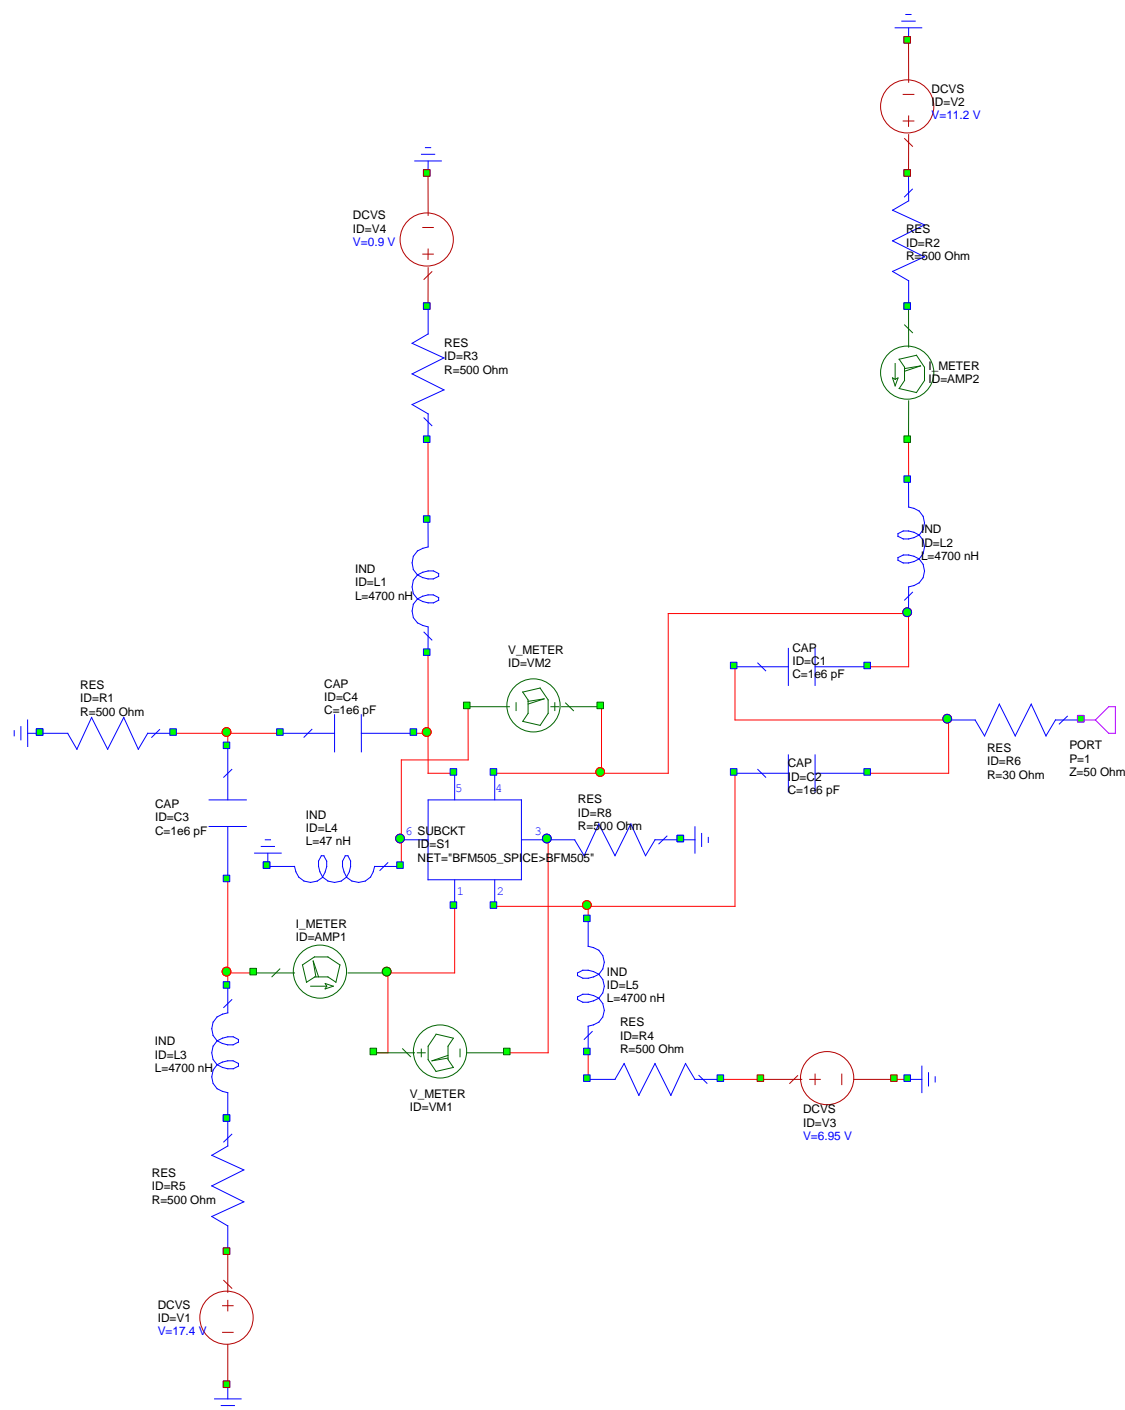 DCVS
ID=V2
V=11.2 V
DCVS
ID=V4
V=0.9 V
RES
ID=R2
R=500 Ohm
RES
ID=R3
R=500 Ohm
I_METER
ID=AMP2
IND
ID=L2
L=4700 nH
IND
ID=L1
L=4700 nH
V_METER
ID=VM2
CAP
ID=C1
C=1e6 pF
RES
ID=R1
R=500 Ohm
CAP
ID=C4
C=1e6 pF
RES
ID=R6
R=30 Ohm
PORT
P=1
Z=50 Ohm
CAP
ID=C2
C=1e6 pF
5
4
CAP
ID=C3
C=1e6 pF
IND
ID=L4
L=47 nH
RES
ID=R8
R=500 Ohm
6
3
SUBCKT
ID=S1
NET="BFM505_SPICE>BFM505"
1
2
I_METER
ID=AMP1
IND
ID=L5
L=4700 nH
RES
ID=R4
R=500 Ohm
IND
ID=L3
L=4700 nH
V_METER
ID=VM1
DCVS
ID=V3
V=6.95 V
RES
ID=R5
R=500 Ohm
DCVS
ID=V1
V=17.4 V